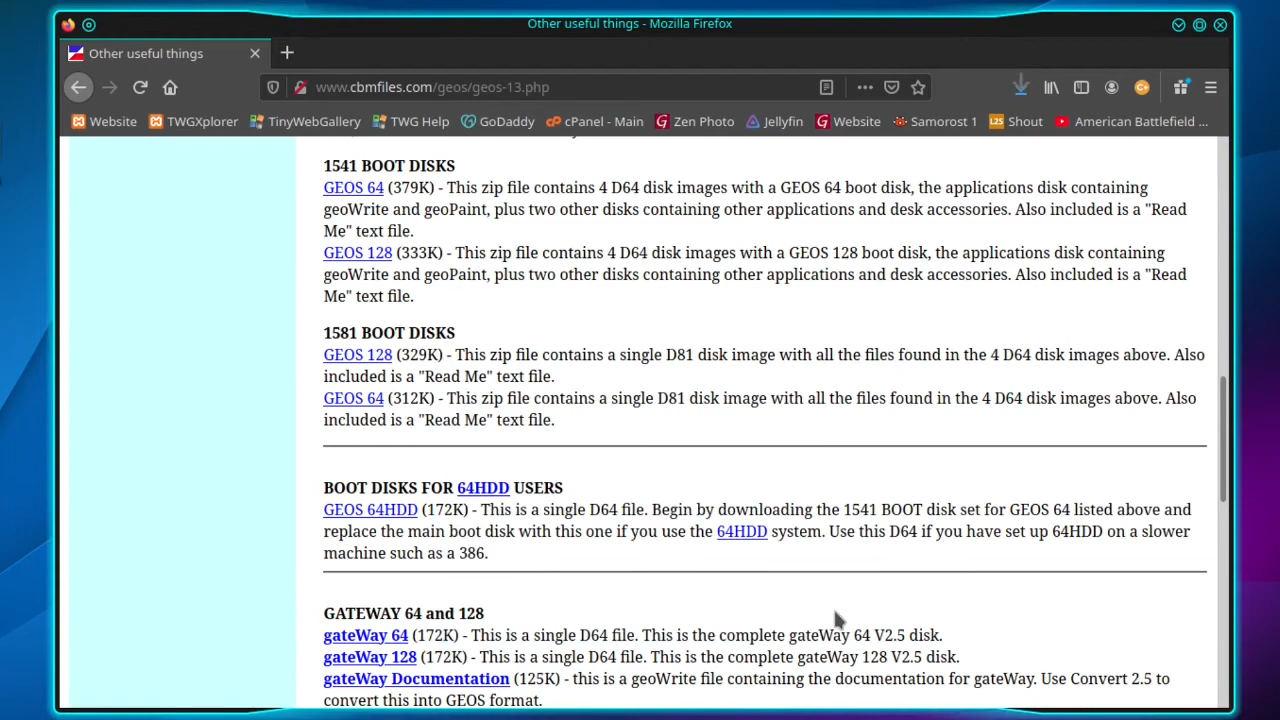 Other useful things - Mozilla Firefox
Other useful things
www.cbmfiles.com/geos/geos-13.php
Website TWGXplorer TinyWebGallery TWG Help GoDaddy cPanel - Main Zen Photo Jellyfin Website Samorost 1 Shout American Battlefield ...
1541 BOOT DISKS
GEOS 64 (379K) - This zip file contains 4 D64 disk images with a GEOS 64 boot disk, the applications disk containing
geoWrite and geoPaint, plus two other disks containing other applications and desk accessories. Also included is a "Read
Me" text file.
GEOS 128 (333K) - This zip file contains 4 D64 disk images with a GEOS 128 boot disk, the applications disk containing
geoWrite and geoPaint, plus two other disks containing other applications and desk accessories. Also included is a "Read
Me" text file.
1581 BOOT DISKS
GEOS 128 (329K) - This zip file contains a single D81 disk image with all the files found in the 4 D64 disk images above. Also
included is a "Read Me" text file.
GEOS 64 (312K) - This zip file contains a single D81 disk image with all the files found in the 4 D64 disk images above. Also
included is a "Read Me" text file.
BOOT DISKS FOR 64HDD USERS
GEOS 64HDD (172K) - This is a single D64 file. Begin by downloading the 1541 BOOT disk set for GEOS 64 listed above and
replace the main boot disk with this one if you use the 64HDD system. Use this D64 if you have set up 64HDD on a slower
machine such as a 386.
GATEWAY 64 and 128
gateWay 64 (172K) - This is a single D64 file. This is the complete gateWay 64 V2.5 disk.
gateWay 128 (172K) - This is a single D64 file. This is the complete gateWay 128 V2.5 disk.
gateWay Documentation (125K) - this is a geoWrite file containing the documentation for gateWay. Use Convert 2.5 to
convert this into GEOS format.